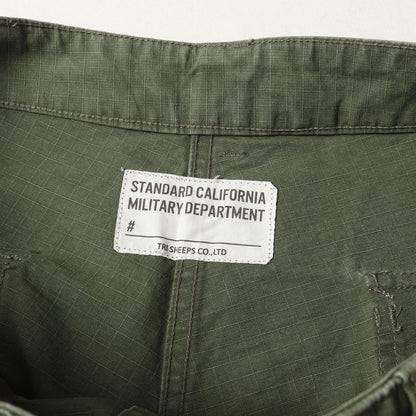 STANDARD CALIFORNIA
MILITARY DEPARTMENT
#
TRI SHEEPS CO.,LTD